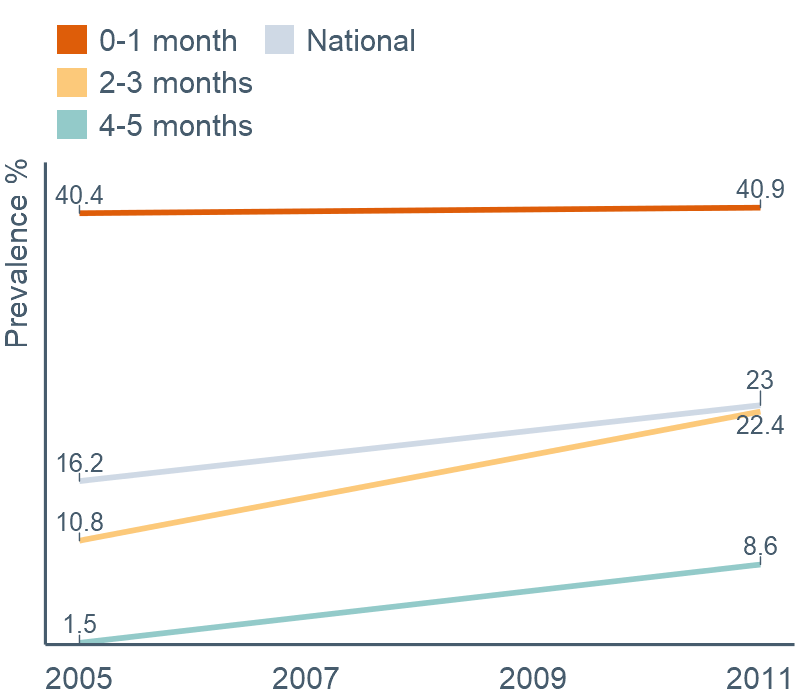 0-1 month National
2-3 months
4-5 months
Prevalence %
40.4 40.9
23
22.4
16.2
10.8
8.6
1.5
2005 2007 2009 2011